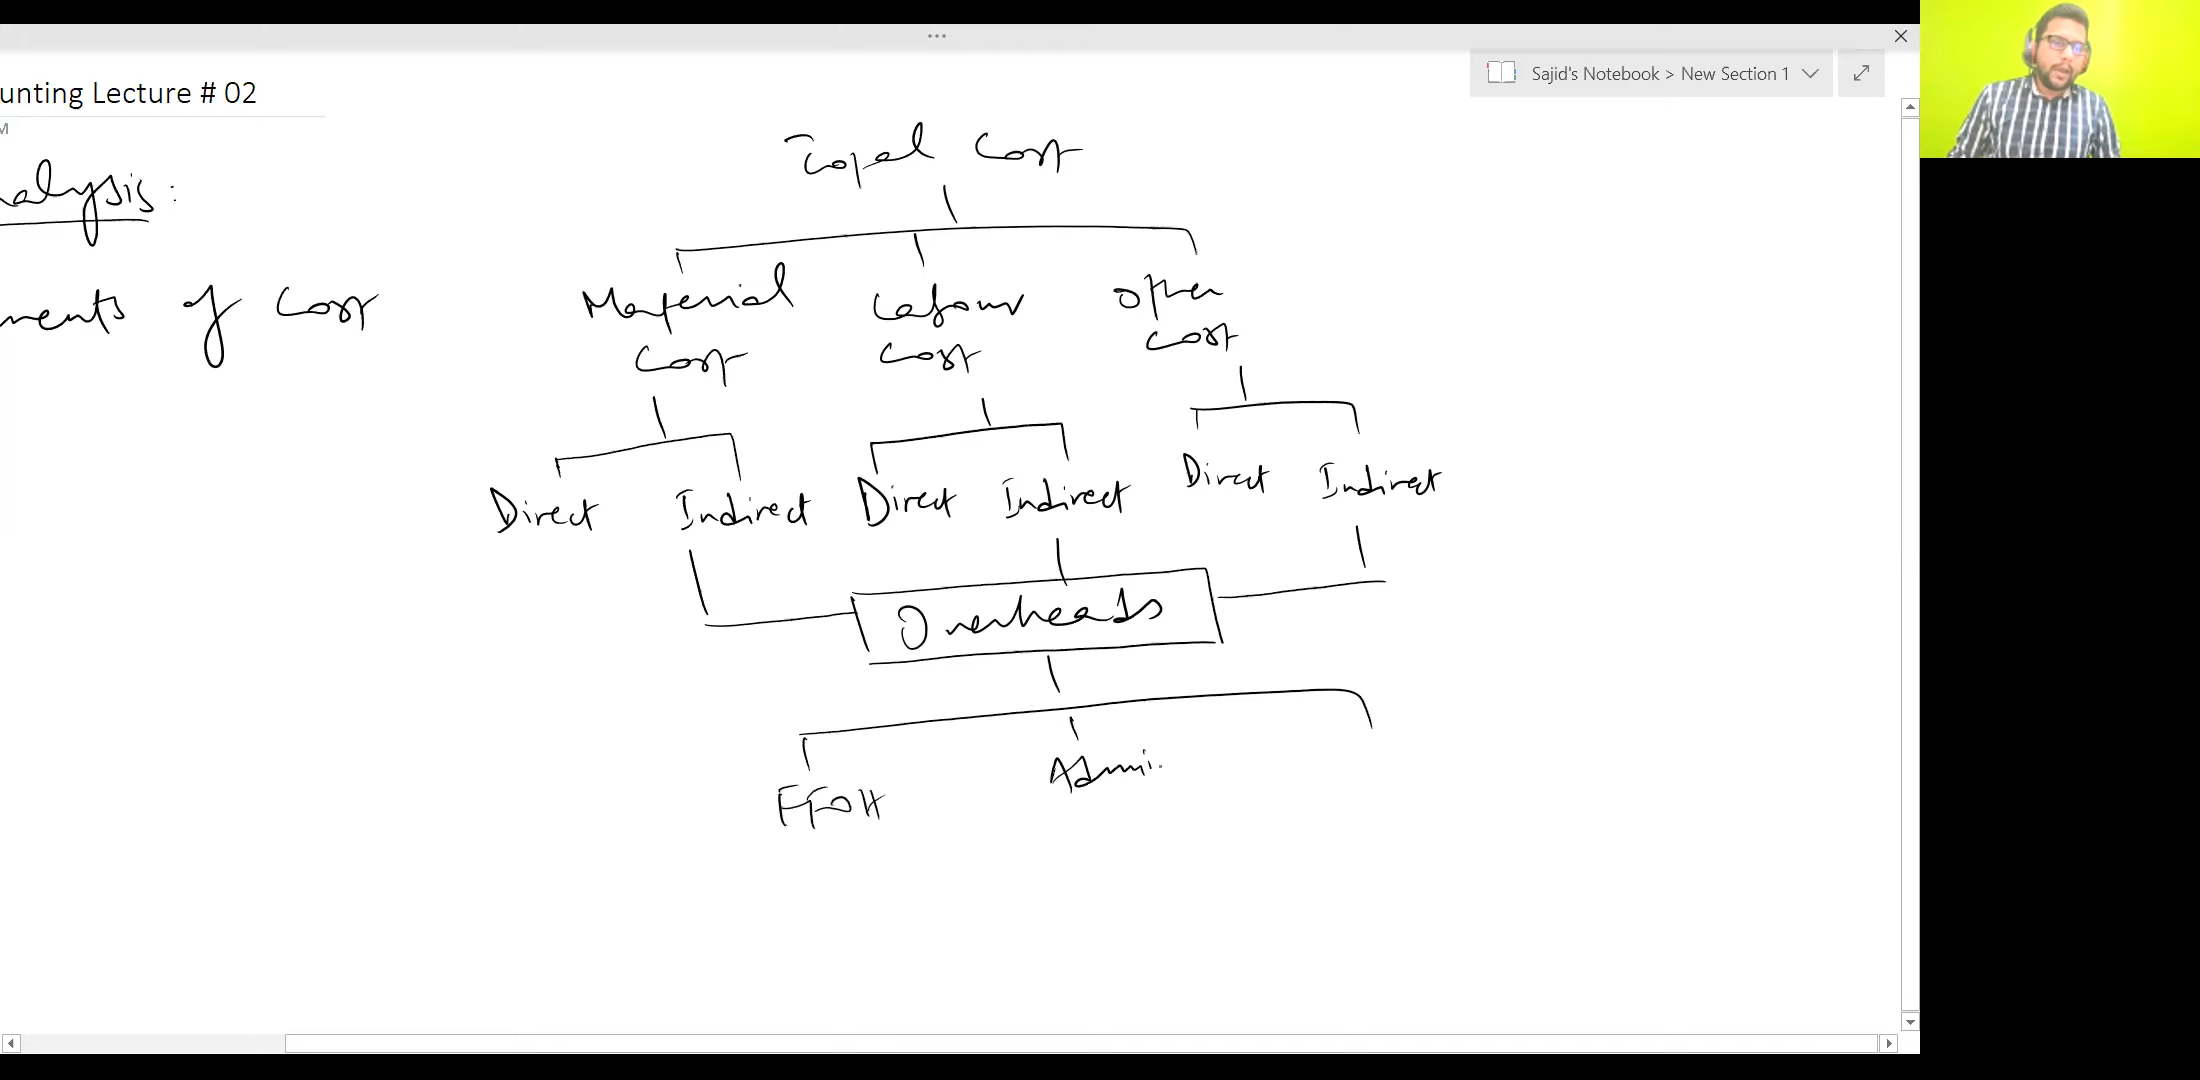 ...
Sajid's Notebook > New Section 1
unting Lecture # 02
M
Total Cost
nalysis:
ments of Cost
Material Labour Other
Cost Cost Cost
Direct Indirect Direct Indirect Direct Indirect
Overheads
FFOH Admi.